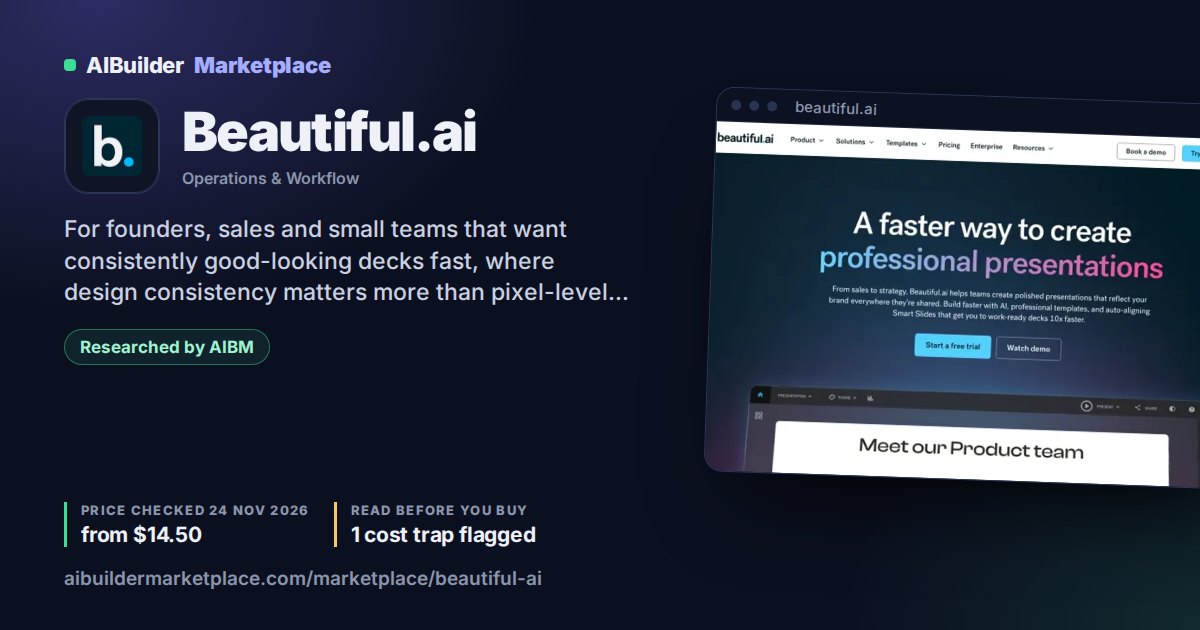 AIBuilder Marketplace
b.
Beautiful.ai
Operations & Workflow
For founders, sales and small teams that want
consistently good-looking decks fast, where
design consistency matters more than pixel-level...
Researched by AIBM
PRICE CHECKED 24 NOV 2026
from $14.50
READ BEFORE YOU BUY
1 cost trap flagged
aibuildermarketplace.com/marketplace/beautiful-ai
beautiful.ai
beautiful.ai Product Solutions Templates Pricing Enterprise Resources Book a demo Try
A faster way to create
professional presentations
From sales to strategy. Beautiful.ai helps teams create polished presentations that reflect your
brand everywhere they're shared. Build faster with AI, professional templates, and auto-aligning
Smart Slides that get you to work-ready decks 10x faster.
Start a free trial Watch demo
PRESENTATION THEME PRESENT SHARE
Meet our Product team